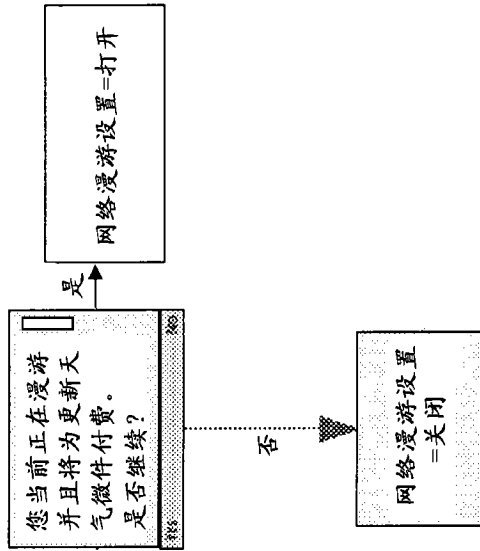 您当前正在漫游
并且将为更新天
气微件付费。
是否继续？
YES
NO
是
网络漫游设置=打开
否
网络漫游设置
=关闭